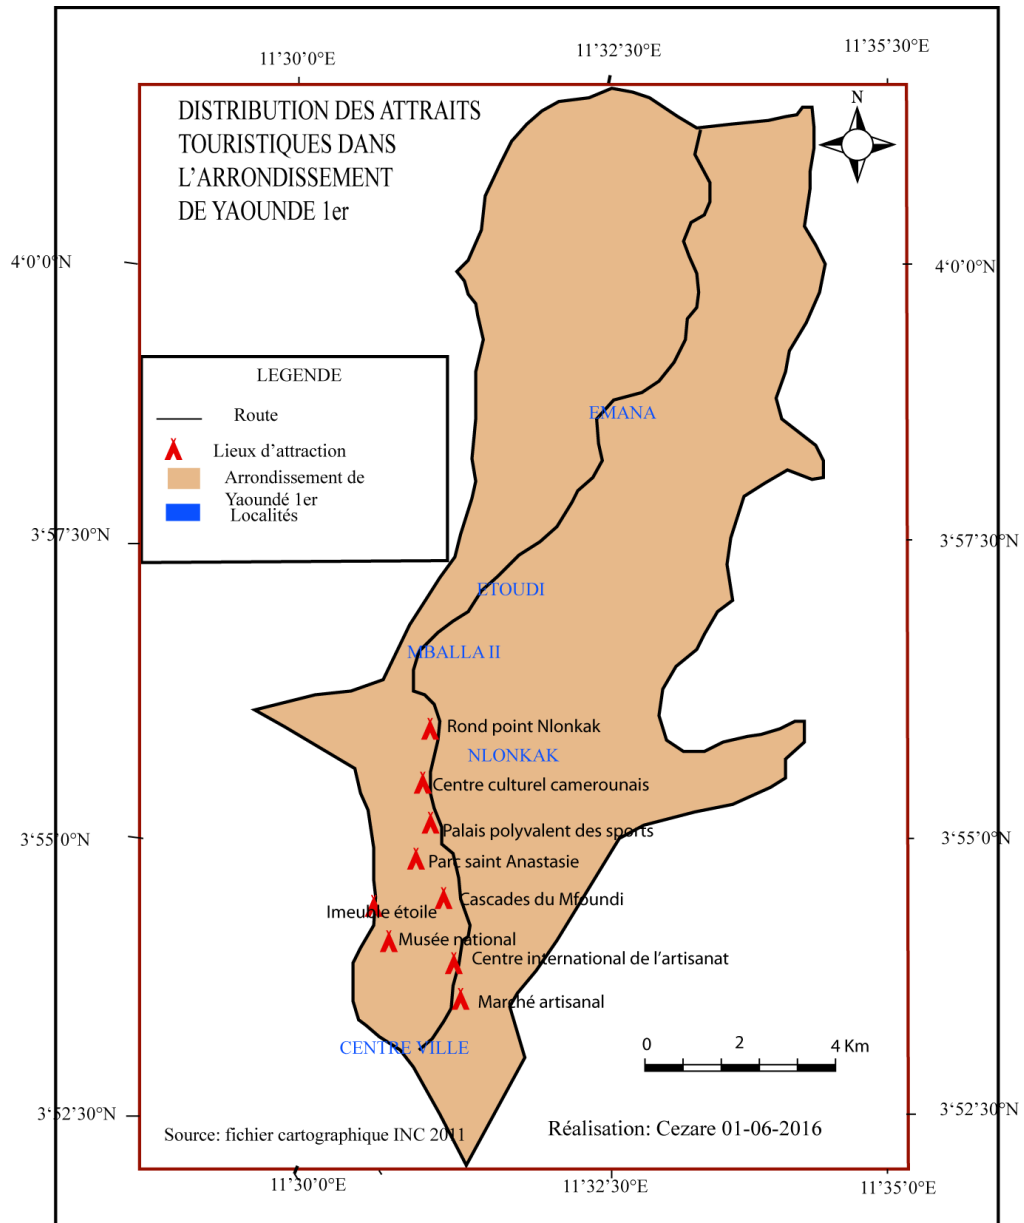 11'30'0°E
11'32'30°E
11'35'30°E
DISTRIBUTION DES ATTRAITS
TOURISTIQUES DANS
L'ARRONDISSEMENT
DE YAOUNDE 1er
N
4°0'0°N
4°0'0°N
LEGENDE
Route
Lieux d'attraction
Arrondissement de
Yaoundé 1er
Localités
EMANA
3'57'30°N
3'57'30°N
ETOUDI
MBALLA II
Rond point Nlonkak
NLONKAK
Centre culturel camerounais
Palais polyvalent des sports
3'55'0°N
3'55'0°N
Parc saint Anastasie
Cascades du Mfoundi
Imeuble étoile
Musée national
Centre international de l'artisanat
Marché artisanal
CENTRE VILLE
0 2 4 Km
3'52'30°N
3'52'30°N
Source: fichier cartographique INC 2011
Réalisation: Cezare 01-06-2016
11'30'0°E
11'32'30°E
11'35'0°E